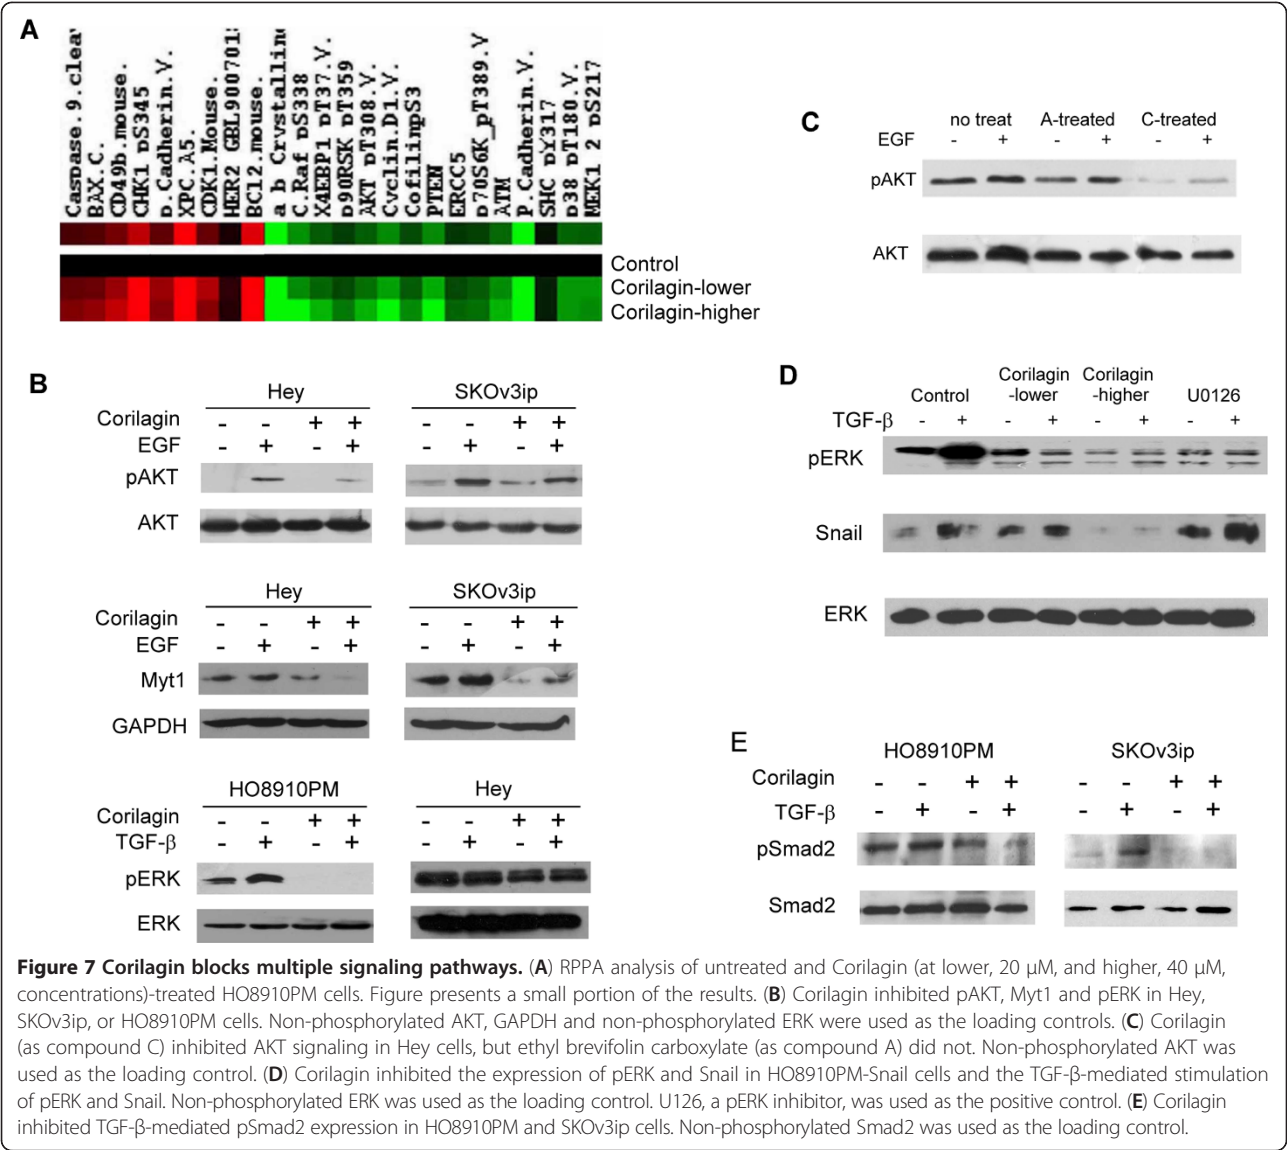 A
Caspase.9.clea
BAX.C.
CD49b.mouse.
CHK1 pS345
p.Cadherin.V.
XPC.A5.
CDK1.Mouse.
HER2 GBL9007018
BCL2.mouse.
a b Crystalline
C.Raf pS338
X4EBP1 pT37.V.
p90RSK pT359
AKT pT308.V.
Cyclin.D1.V.
CofilinpS3
PTEN
ERCC5
p70S6K_pT389.V
ATM
P.Cadherin.V.
SHC pY317
p38 pT180.V.
MEK1 2 pS217
Control
Corilagin-lower
Corilagin-higher
B
Hey SKOv3ip
Corilagin - - + + - - + +
EGF - + - + - + - +
pAKT
AKT
Hey SKOv3ip
Corilagin - - + + - - + +
EGF - + - + - + - +
Myt1
GAPDH
HO8910PM Hey
Corilagin - - + + - - + +
TGF-β - + - + - + - +
pERK
ERK
C
no treat A-treated C-treated
EGF - + - + - +
pAKT
AKT
D
Corilagin Corilagin
Control -lower -higher U0126
TGF-β - + - + - + - +
pERK
Snail
ERK
E
HO8910PM SKOv3ip
Corilagin - - + + - - + +
TGF-β - + - + - + - +
pSmad2
Smad2
Figure 7 Corilagin blocks multiple signaling pathways. (A) RPPA analysis of untreated and Corilagin (at lower, 20 μM, and higher, 40 μM,
concentrations)-treated HO8910PM cells. Figure presents a small portion of the results. (B) Corilagin inhibited pAKT, Myt1 and pERK in Hey,
SKOv3ip, or HO8910PM cells. Non-phosphorylated AKT, GAPDH and non-phosphorylated ERK were used as the loading controls. (C) Corilagin
(as compound C) inhibited AKT signaling in Hey cells, but ethyl brevifolin carboxylate (as compound A) did not. Non-phosphorylated AKT was
used as the loading control. (D) Corilagin inhibited the expression of pERK and Snail in HO8910PM-Snail cells and the TGF-β-mediated stimulation
of pERK and Snail. Non-phosphorylated ERK was used as the loading control. U126, a pERK inhibitor, was used as the positive control. (E) Corilagin
inhibited TGF-β-mediated pSmad2 expression in HO8910PM and SKOv3ip cells. Non-phosphorylated Smad2 was used as the loading control.